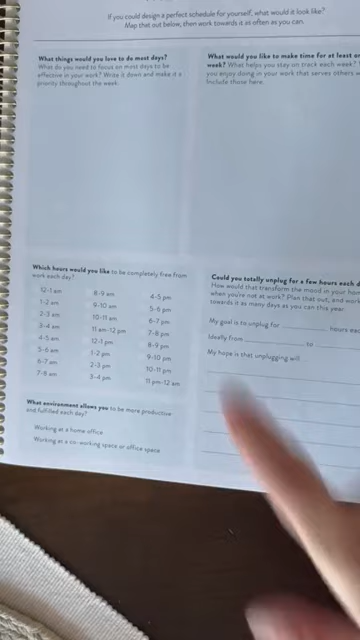 If you could design a perfect schedule for yourself, what would it look like?
Map that out below, then work towards it as often as you can.
What things would you love to do most days?
What do you need to focus on most days to be
effective in your work? Write it down and make it a
priority throughout the week.
What would you like to make time for at least
week? What helps you stay on track each week?
you enjoy doing in your work that serves others
Include those here.
Which hours would you like to be completely free from
work each day?
12-1 am
1-2 am
2-3 am
3-4 am
4-5 am
5-6 am
6-7 am
7-8 am
8-9 am
9-10 am
10-11 am
11 am-12 pm
12-1 pm
1-2 pm
2-3 pm
3-4 pm
4-5 pm
5-6 pm
6-7 pm
7-8 pm
8-9 pm
9-10 pm
10-11 pm
11 pm-12 am
Could you totally unplug for a few hours each
How would that transform the mood in your
when you're not at work? Plan that out, and
towards it as many days as you can this year.
My goal is to unplug for ________ hours
Ideally from ________ to ________
My hope is that unplugging will
What environment allows you to be more productive
and fulfilled each day?
Working at a home office
Working at a co-working space or office space